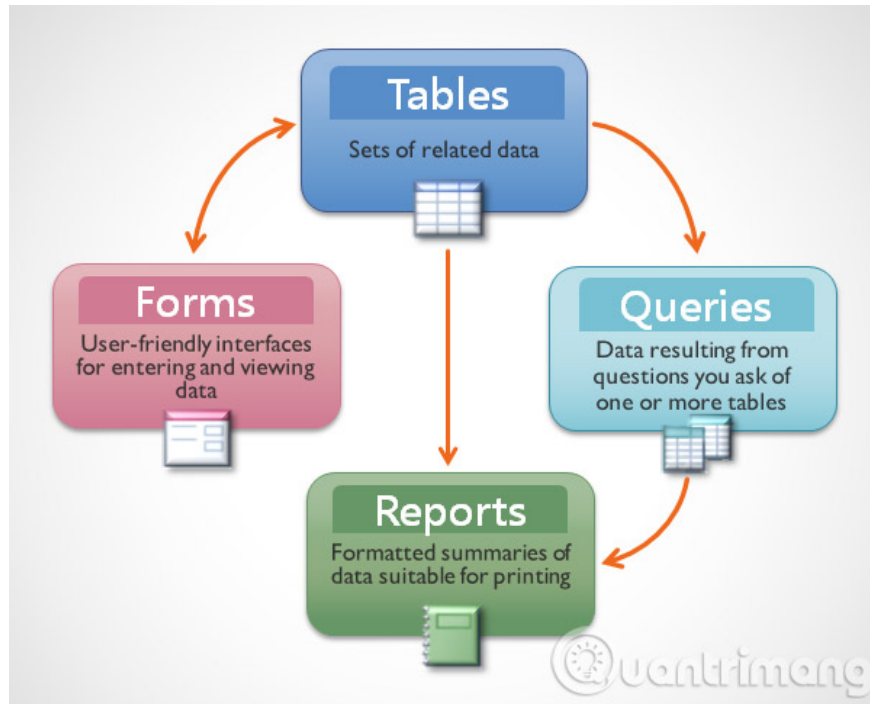 Tables
Sets of related data
Forms
User-friendly interfaces
for entering and viewing
data
Queries
Data resulting from
questions you ask of
one or more tables
Reports
Formatted summaries of
data suitable for printing
Quantrimang